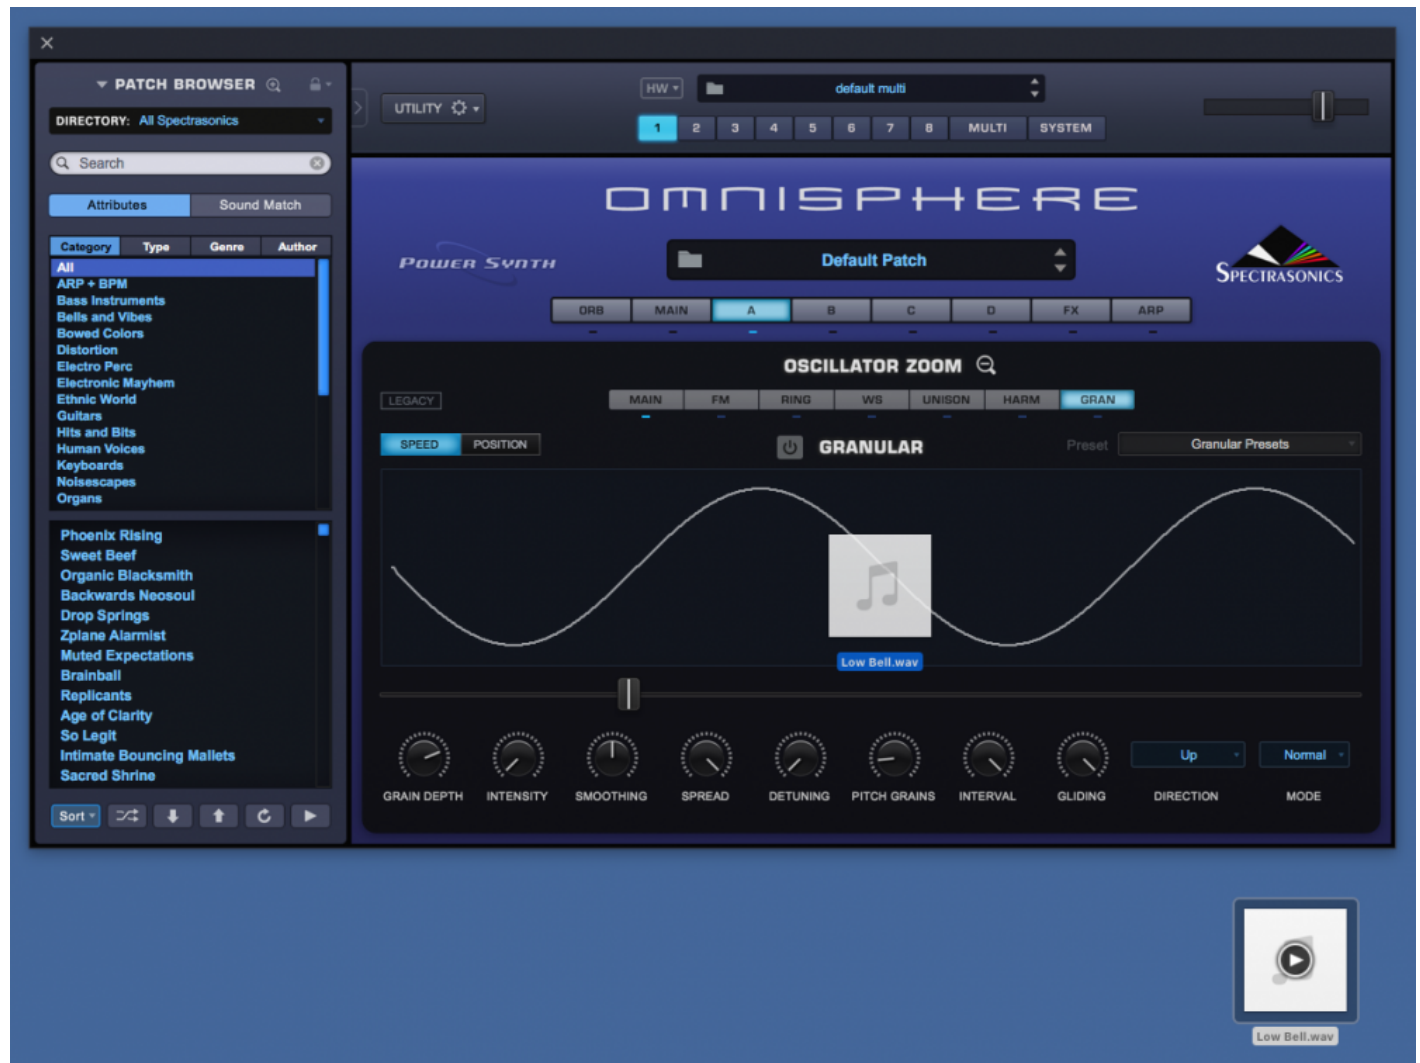 PATCH BROWSER
DIRECTORY: All Spectrasonics
Search
Attributes Sound Match
Category Type Genre Author
All
ARP + BPM
Bass Instruments
Bells and Vibes
Bowed Colors
Distortion
Electro Perc
Electronic Mayhem
Ethnic World
Guitars
Hits and Bits
Human Voices
Keyboards
Noisescapes
Organs
Phoenix Rising
Sweet Beef
Organic Blacksmith
Backwards Neosoul
Drop Springs
Zplane Alarmist
Muted Expectations
Brainball
Replicants
Age of Clarity
So Legit
Intimate Bouncing Mallets
Sacred Shrine
Sort
UTILITY
HW default multi
1 2 3 4 5 6 7 8 MULTI SYSTEM
OMNISPHERE
POWER SYNTH
Default Patch
SPECTRASONICS
ORB MAIN A B C D FX ARP
OSCILLATOR ZOOM
LEGACY
MAIN FM RING WS UNISON HARM GRAN
SPEED POSITION
GRANULAR
Preset Granular Presets
Low Bell.wav
Up Normal
GRAIN DEPTH INTENSITY SMOOTHING SPREAD DETUNING PITCH GRAINS INTERVAL GLIDING DIRECTION MODE
Low Bell.wav